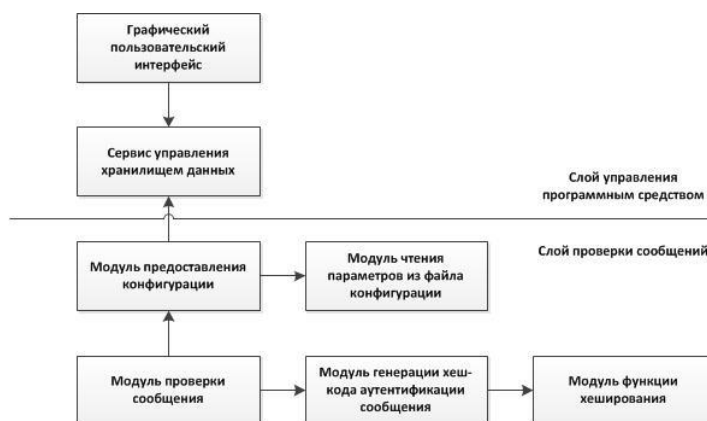 Графический
пользовательский
интерфейс
Сервис управления
хранилищем данных
Слой управления
программным средством
Слой проверки сообщений
Модуль предоставления
конфигурации
Модуль чтения
параметров из файла
конфигурации
Модуль проверки
сообщения
Модуль генерации хеш-
кода аутентификации
сообщения
Модуль функции
хеширования